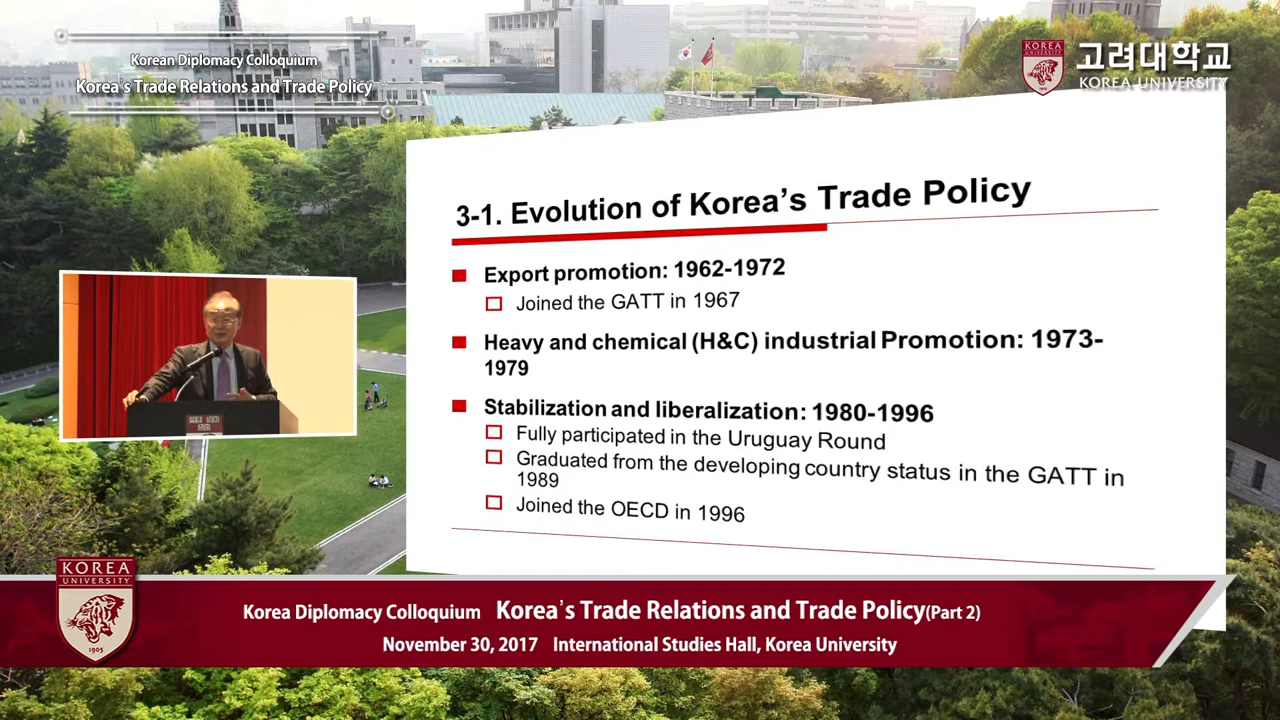 Korean Diplomacy Colloquium
Korea's Trade Relations and Trade Policy
KOREA
1905
고려대학교
KOREA UNIVERSITY
3-1. Evolution of Korea's Trade Policy
Export promotion: 1962-1972
Joined the GATT in 1967
Heavy and chemical (H&C) industrial Promotion: 1973-
1979
Stabilization and liberalization: 1980-1996
Fully participated in the Uruguay Round
Graduated from the developing country status in the GATT in
1989
Joined the OECD in 1996
KOREA
UNIVERSITY
1905
Korea Diplomacy Colloquium Korea's Trade Relations and Trade Policy(Part 2)
November 30, 2017 International Studies Hall, Korea University